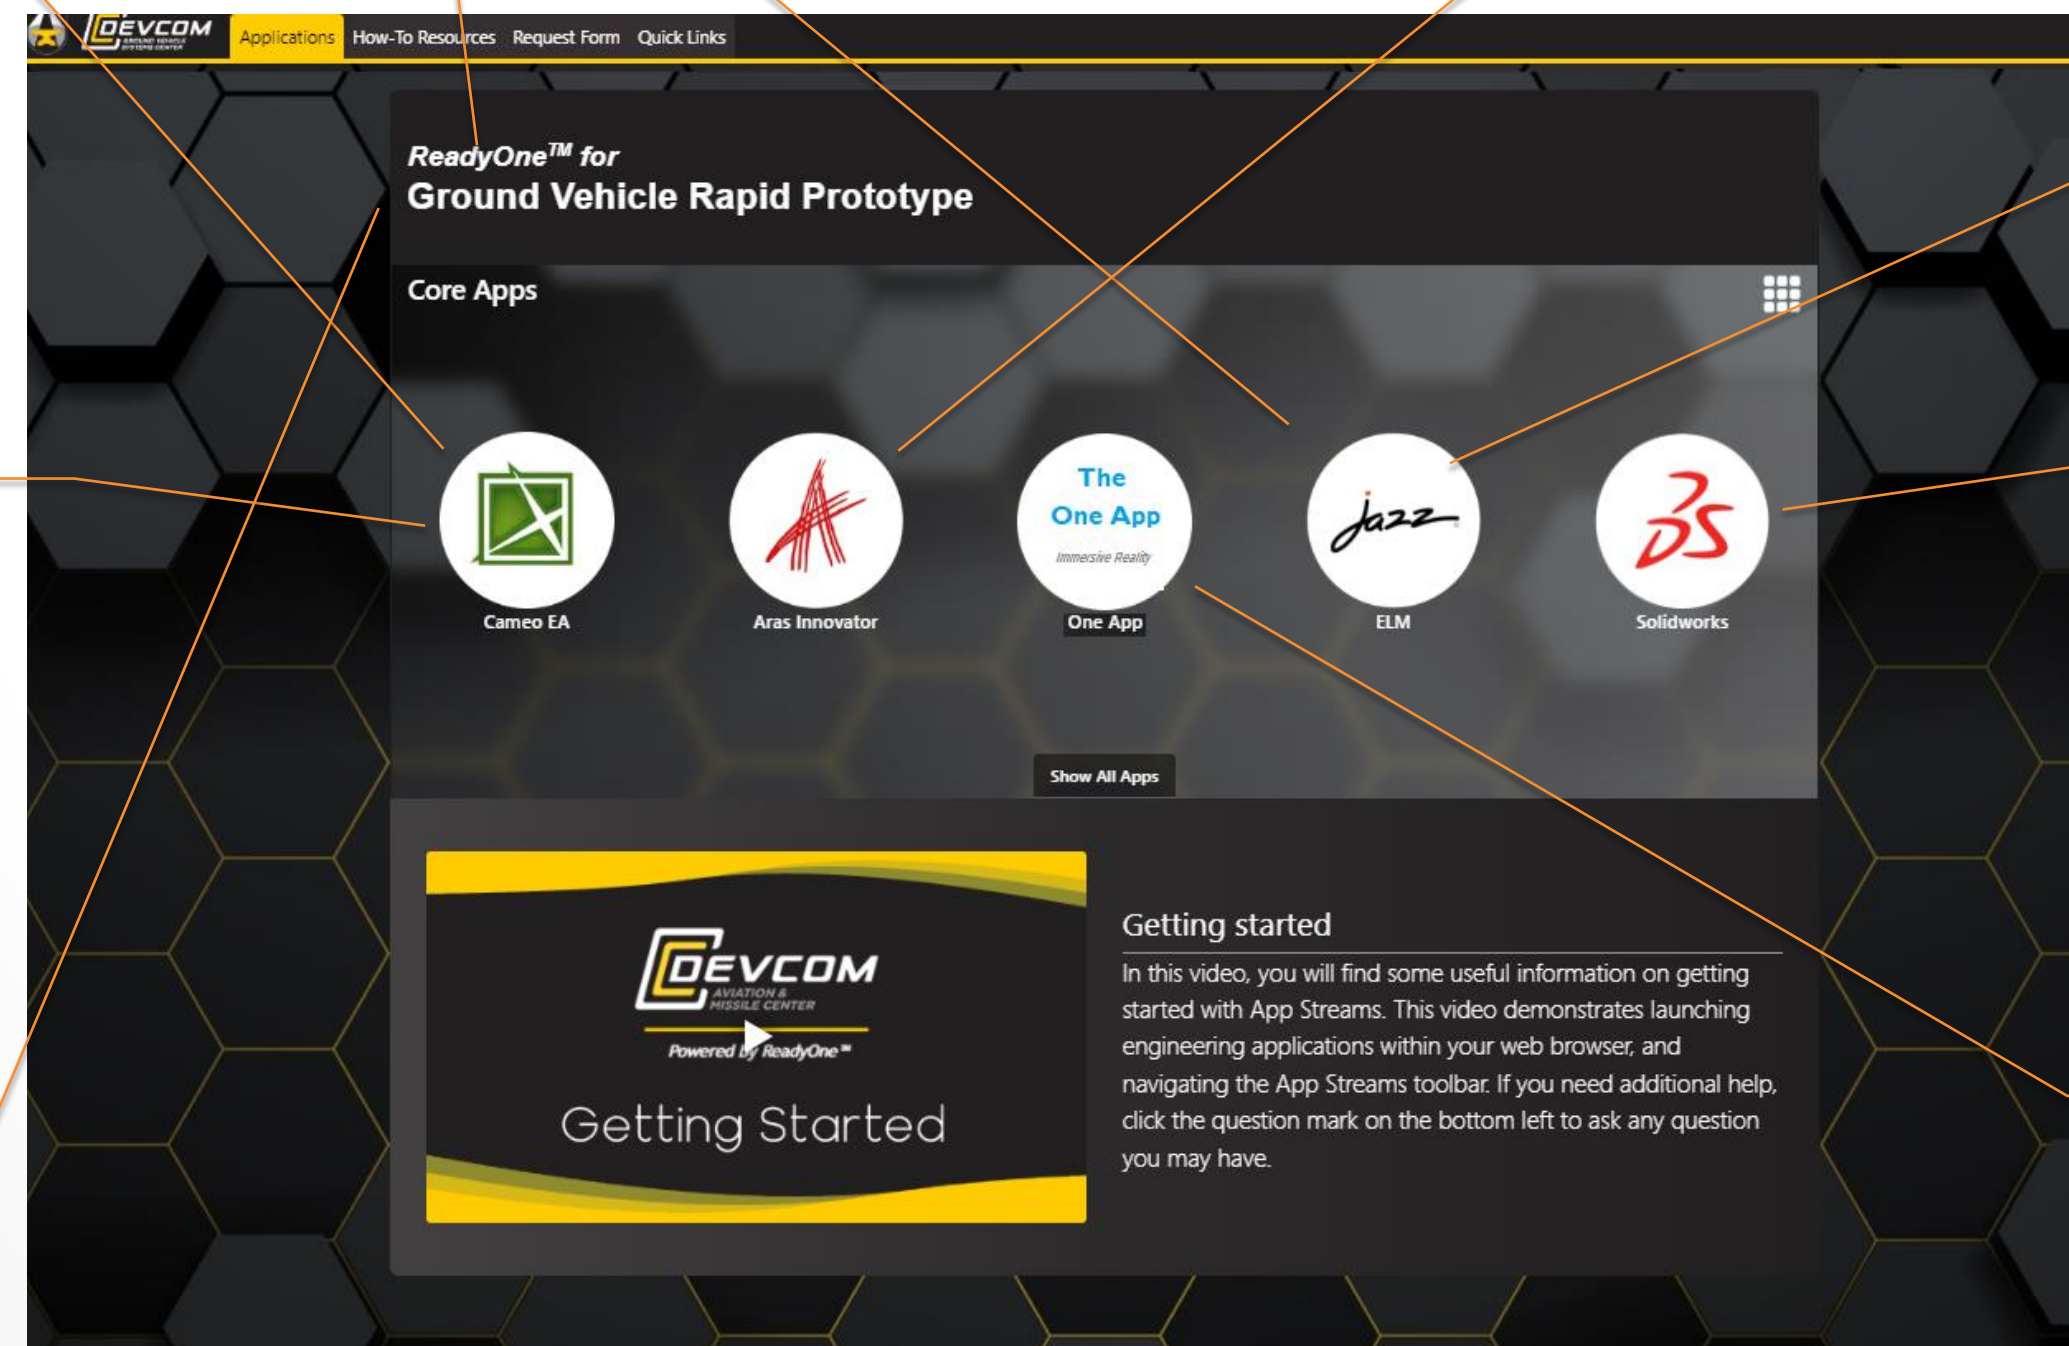 DEVCOM
GROUND VEHICLE
SYSTEMS CENTER
Applications How-To Resources Request Form Quick Links
ReadyOne™ for
Ground Vehicle Rapid Prototype
Core Apps
The
One App
Immersive Reality
jazz
3DS
Cameo EA
Aras Innovator
One App
ELM
Solidworks
Show All Apps
DEVCOM
AVIATION &
MISSILE CENTER
Powered by ReadyOne™
Getting Started
Getting started
In this video, you will find some useful information on getting
started with App Streams. This video demonstrates launching
engineering applications within your web browser, and
navigating the App Streams toolbar. If you need additional help,
click the question mark on the bottom left to ask any question
you may have.